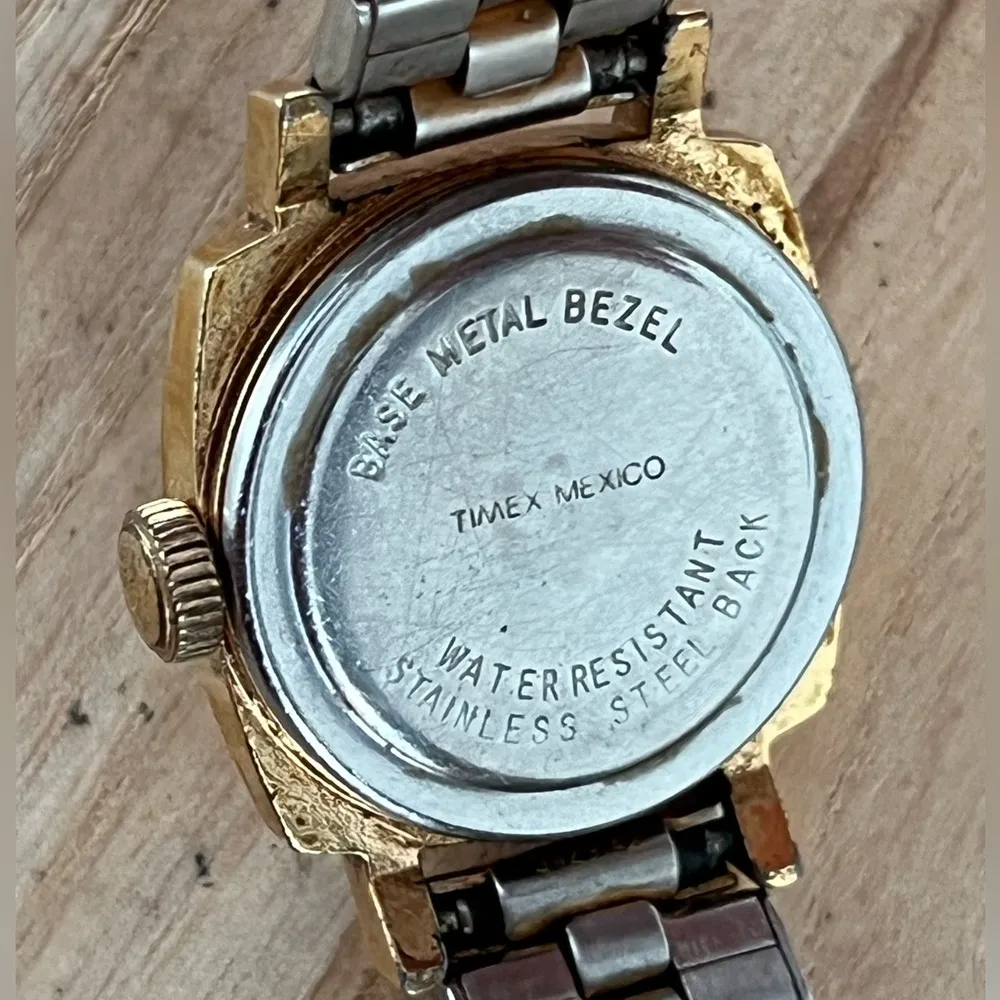 BASE METAL BEZEL
TIMEX MEXICO
WATER RESISTANT
STAINLESS STEEL BACK